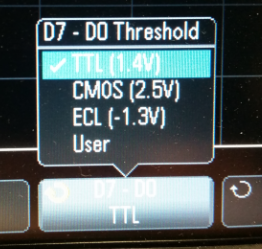 D7 - D0 Threshold
TTL (1.4V)
CMOS (2.5V)
ECL (-1.3V)
User
D7 - D0
TTL